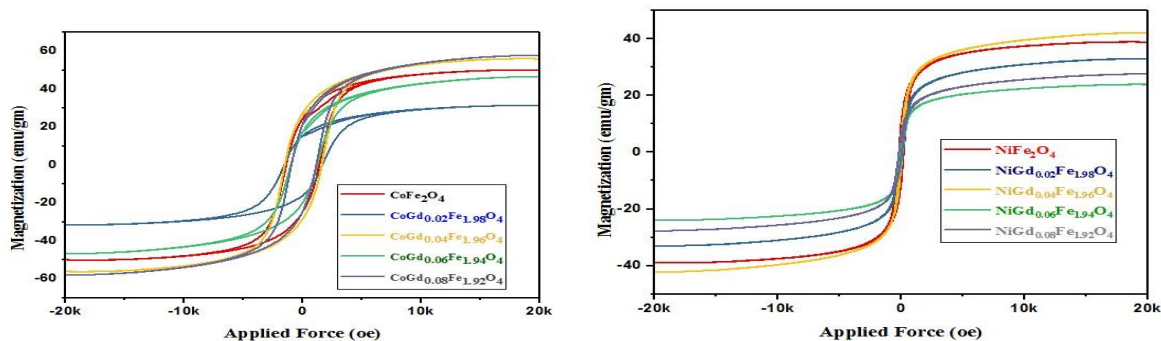 Magnetization (emu/gm)
60
40
20
0
-20
-40
-60
-20k
-10k
0
10k
20k
Applied Force (oe)
CoFe₂O₄
CoGd₀.₀₂Fe₁.₉₈O₄
CoGd₀.₀₄Fe₁.₉₆O₄
CoGd₀.₀₆Fe₁.₉₄O₄
CoGd₀.₀₈Fe₁.₉₂O₄
Magnetization (emu/gm)
40
20
0
-20
-40
-20k
-10k
0
10k
20k
Applied Force (oe)
NiFe₂O₄
NiGd₀.₀₂Fe₁.₉₈O₄
NiGd₀.₀₄Fe₁.₉₆O₄
NiGd₀.₀₆Fe₁.₉₄O₄
NiGd₀.₀₈Fe₁.₉₂O₄